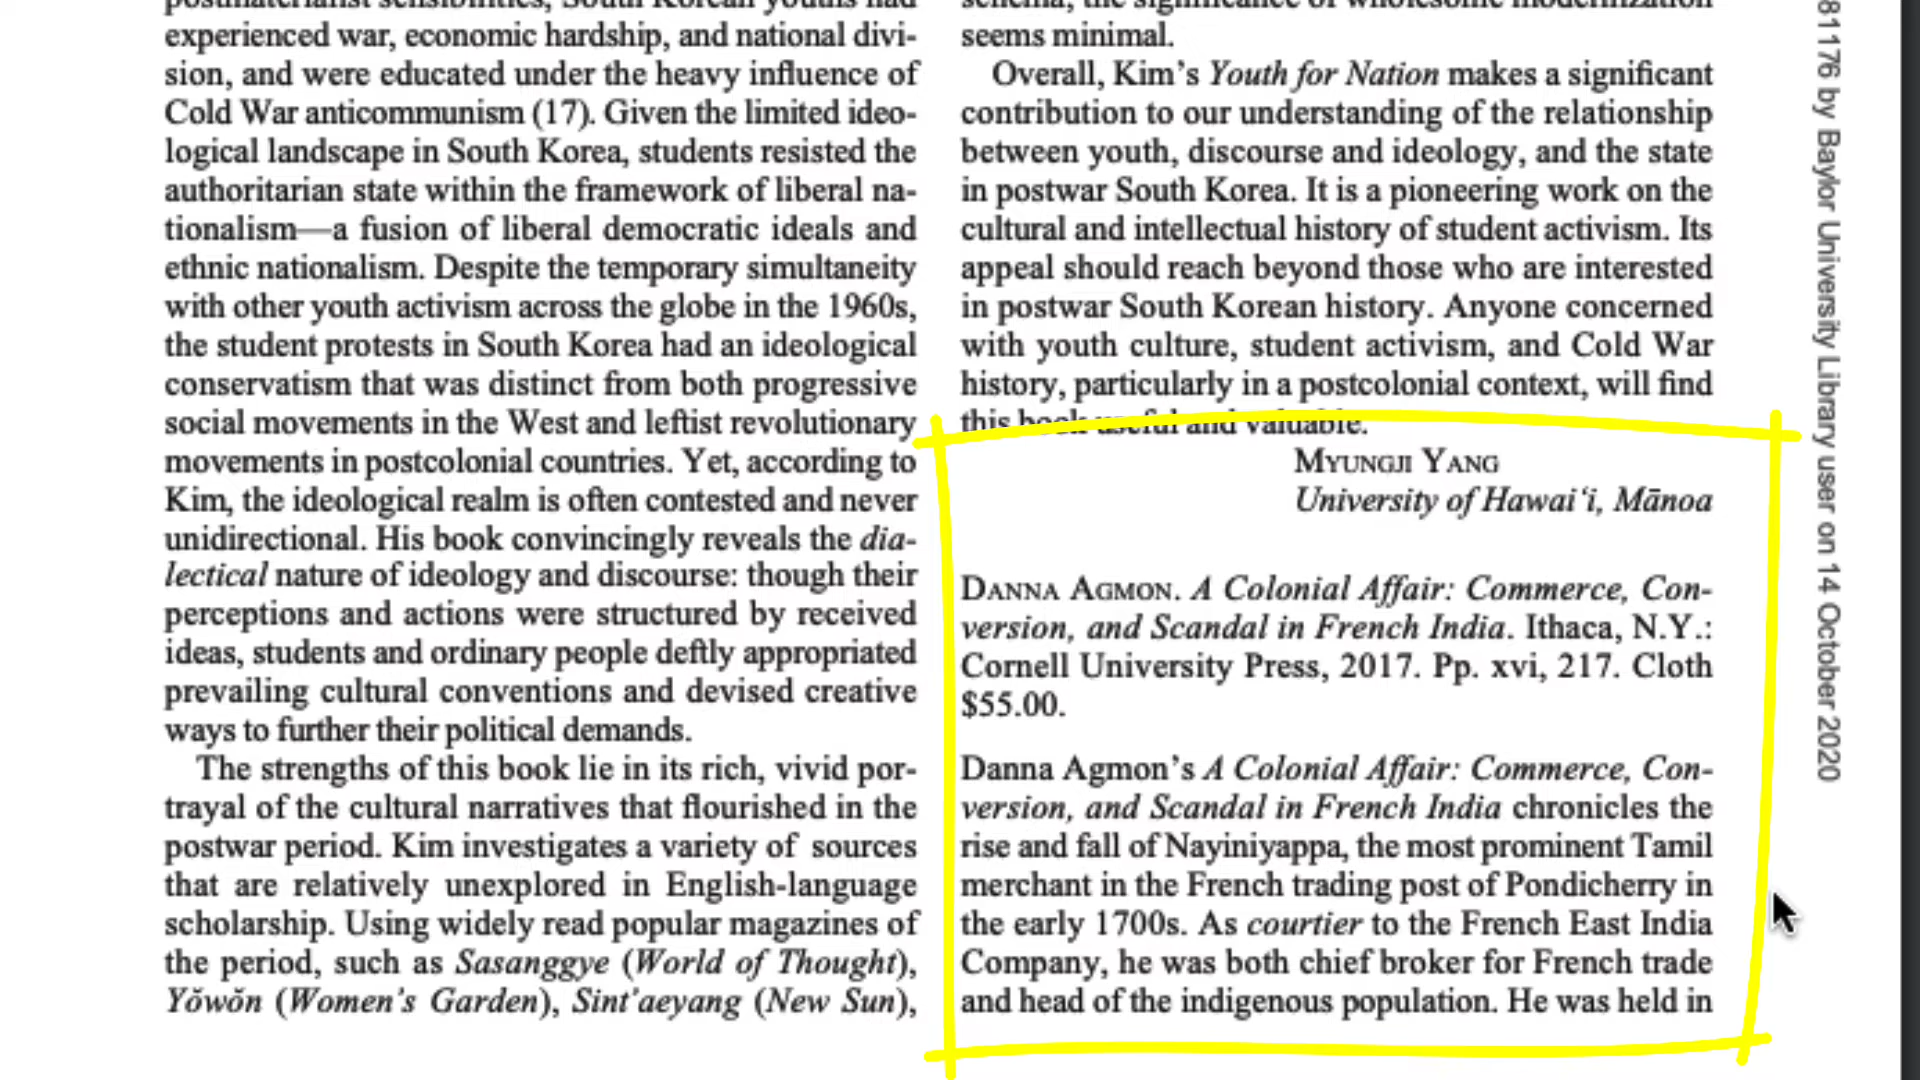 experienced war, economic hardship, and national divi-
sion, and were educated under the heavy influence of
Cold War anticommunism (17). Given the limited ideo-
logical landscape in South Korea, students resisted the
authoritarian state within the framework of liberal na-
tionalism—a fusion of liberal democratic ideals and
ethnic nationalism. Despite the temporary simultaneity
with other youth activism across the globe in the 1960s,
the student protests in South Korea had an ideological
conservatism that was distinct from both progressive
social movements in the West and leftist revolutionary
movements in postcolonial countries. Yet, according to
Kim, the ideological realm is often contested and never
unidirectional. His book convincingly reveals the dia-
lectical nature of ideology and discourse: though their
perceptions and actions were structured by received
ideas, students and ordinary people deftly appropriated
prevailing cultural conventions and devised creative
ways to further their political demands.
The strengths of this book lie in its rich, vivid por-
trayal of the cultural narratives that flourished in the
postwar period. Kim investigates a variety of sources
that are relatively unexplored in English-language
scholarship. Using widely read popular magazines of
the period, such as Sasanggye (World of Thought),
Yŏwŏn (Women's Garden), Sint'aeyang (New Sun),
seems minimal.
Overall, Kim's Youth for Nation makes a significant
contribution to our understanding of the relationship
between youth, discourse and ideology, and the state
in postwar South Korea. It is a pioneering work on the
cultural and intellectual history of student activism. Its
appeal should reach beyond those who are interested
in postwar South Korean history. Anyone concerned
with youth culture, student activism, and Cold War
history, particularly in a postcolonial context, will find
this book useful and valuable.
MYUNGJI YANG
University of Hawai‘i, Mānoa
DANNA AGMON. A Colonial Affair: Commerce, Con-
version, and Scandal in French India. Ithaca, N.Y.:
Cornell University Press, 2017. Pp. xvi, 217. Cloth
$55.00.
Danna Agmon's A Colonial Affair: Commerce, Con-
version, and Scandal in French India chronicles the
rise and fall of Nayiniyappa, the most prominent Tamil
merchant in the French trading post of Pondicherry in
the early 1700s. As courtier to the French East India
Company, he was both chief broker for French trade
and head of the indigenous population. He was held in
81176 by Baylor University Library user on 14 October 2020